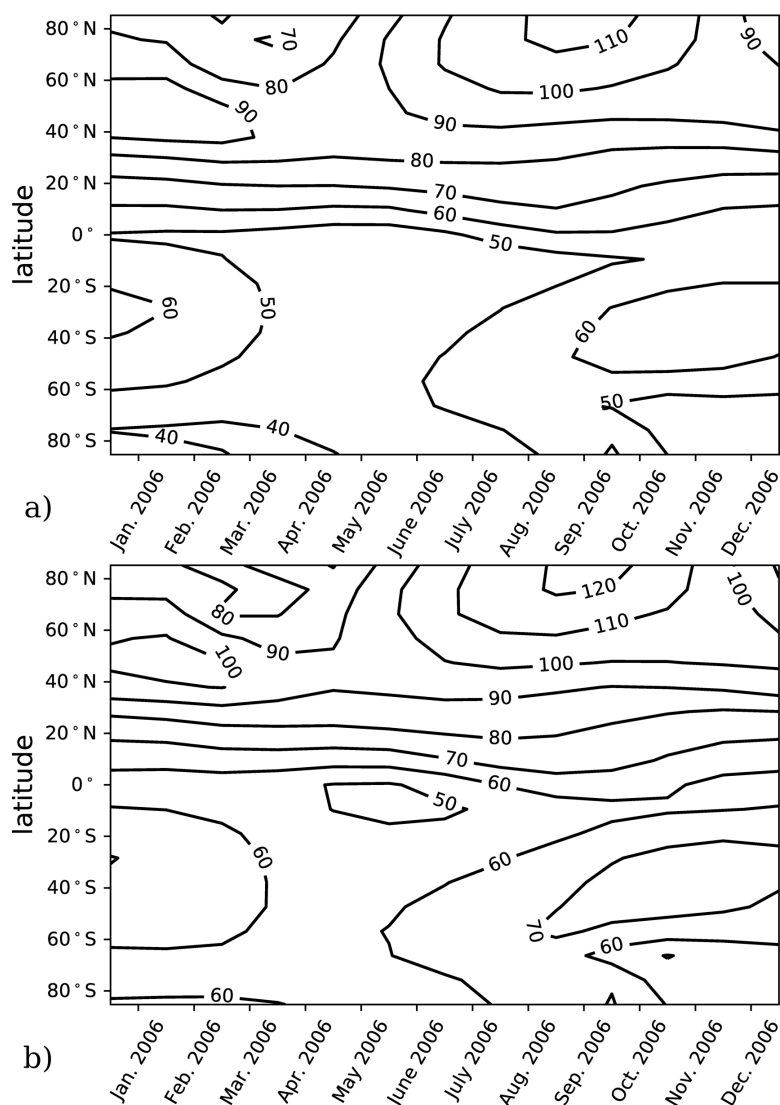 80°N
60°N
40°N
20°N
0°
20°S
40°S
60°S
80°S
latitude
70
110
90
80
100
90
90
80
70
60
50
60
50
60
50
40
40
Jan. 2006
Feb. 2006
Mar. 2006
Apr. 2006
May 2006
June 2006
July 2006
Aug. 2006
Sep. 2006
Oct. 2006
Nov. 2006
Dec. 2006
a)
80°N
60°N
40°N
20°N
0°
20°S
40°S
60°S
80°S
latitude
120
100
80
110
90
100
100
90
80
70
60
50
60
60
70
60
60
Jan. 2006
Feb. 2006
Mar. 2006
Apr. 2006
May 2006
June 2006
July 2006
Aug. 2006
Sep. 2006
Oct. 2006
Nov. 2006
Dec. 2006
b)